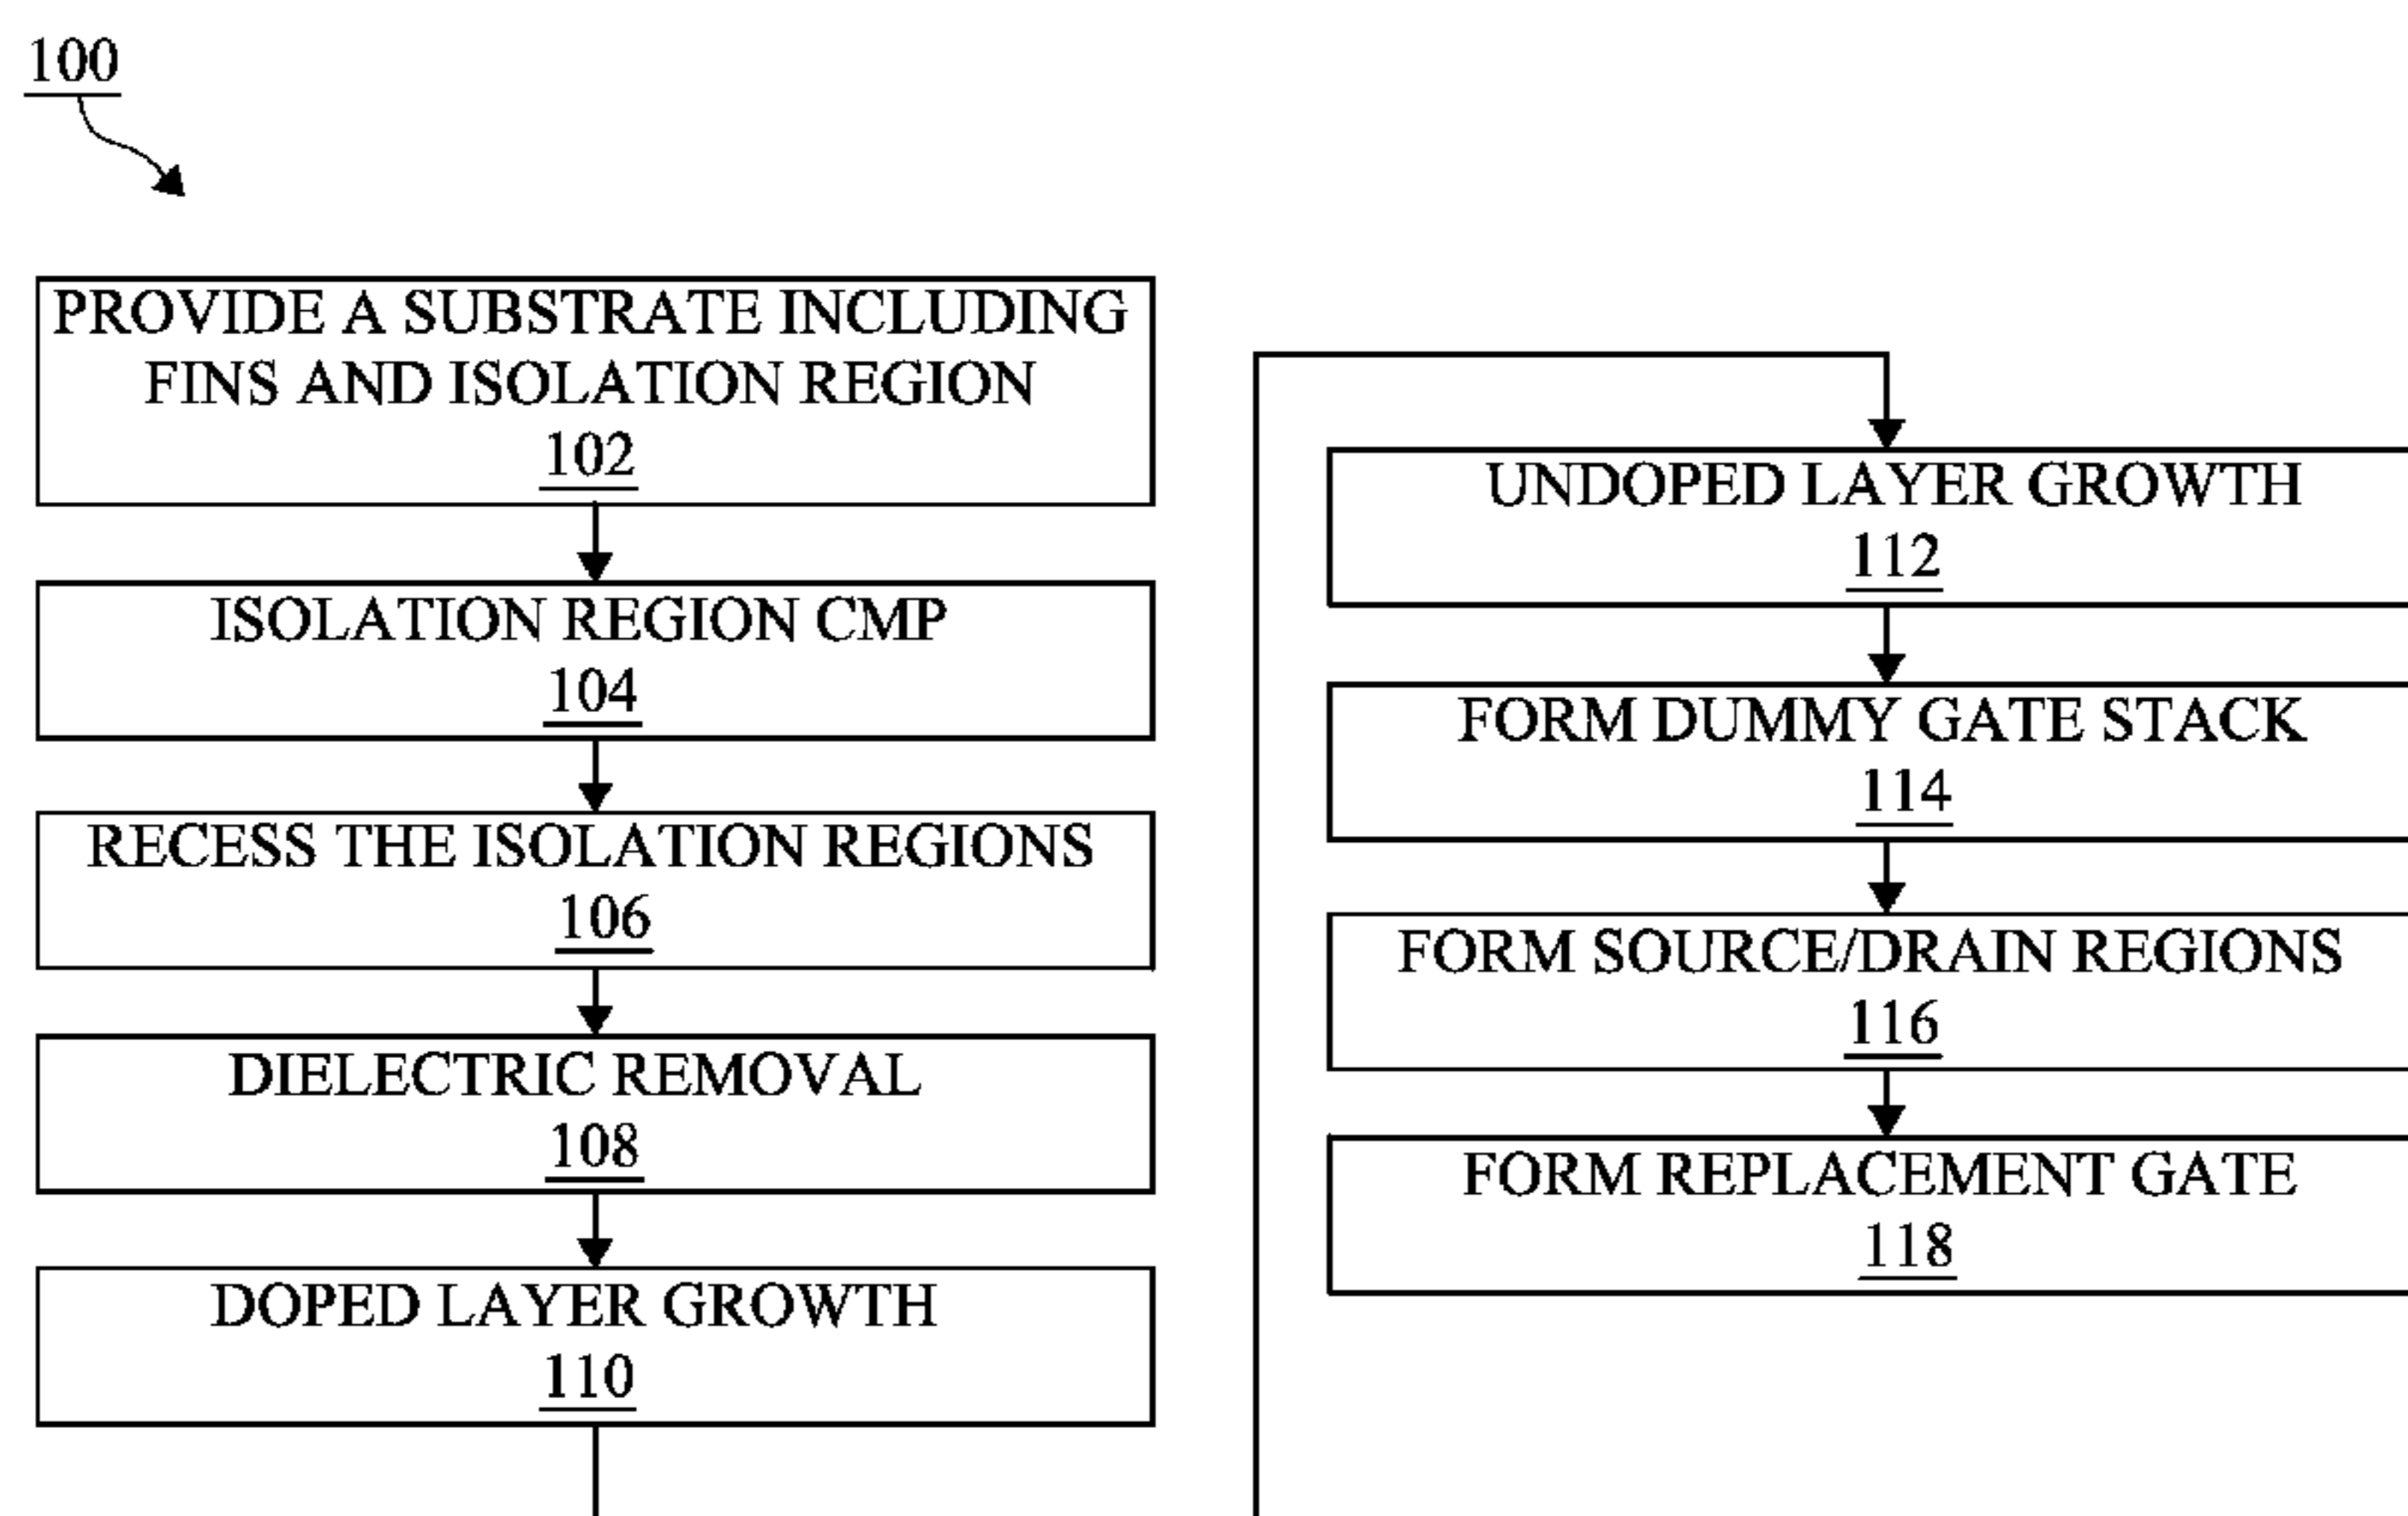 100
PROVIDE A SUBSTRATE INCLUDING
FINS AND ISOLATION REGION
102
ISOLATION REGION CMP
104
RECESS THE ISOLATION REGIONS
106
DIELECTRIC REMOVAL
108
DOPED LAYER GROWTH
110
UNDOPED LAYER GROWTH
112
FORM DUMMY GATE STACK
114
FORM SOURCE/DRAIN REGIONS
116
FORM REPLACEMENT GATE
118